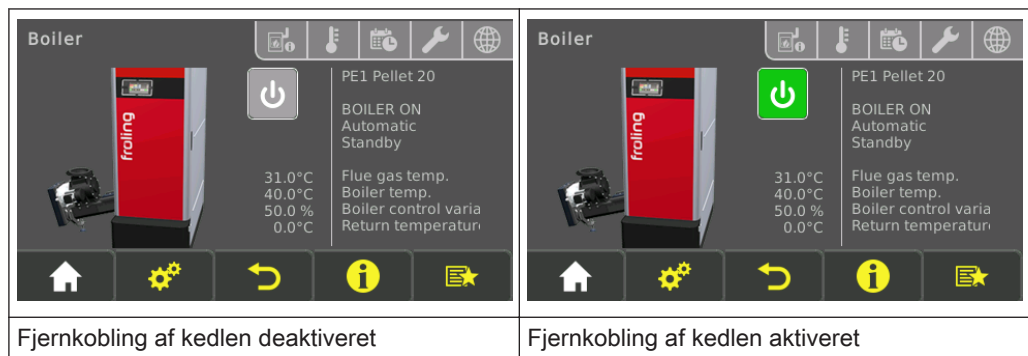 Boiler
froling
PE1 Pellet 20
BOILER ON
Automatic
Standby
31.0°C Flue gas temp.
40.0°C Boiler temp.
50.0 % Boiler control varia
0.0°C Return temperatur
Fjernkobling af kedlen deaktiveret
Boiler
froling
PE1 Pellet 20
BOILER ON
Automatic
Standby
31.0°C Flue gas temp.
40.0°C Boiler temp.
50.0 % Boiler control varia
0.0°C Return temperatur
Fjernkobling af kedlen aktiveret